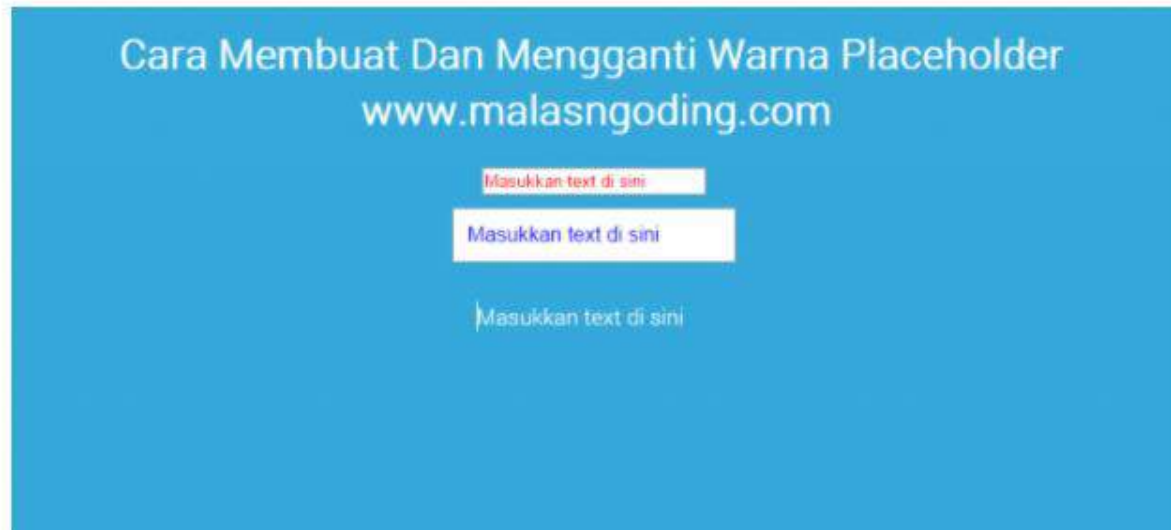 Cara Membuat Dan Mengganti Warna Placeholder
www.malasngoding.com
Masukkan text di sini
Masukkan text di sini
Masukkan text di sini